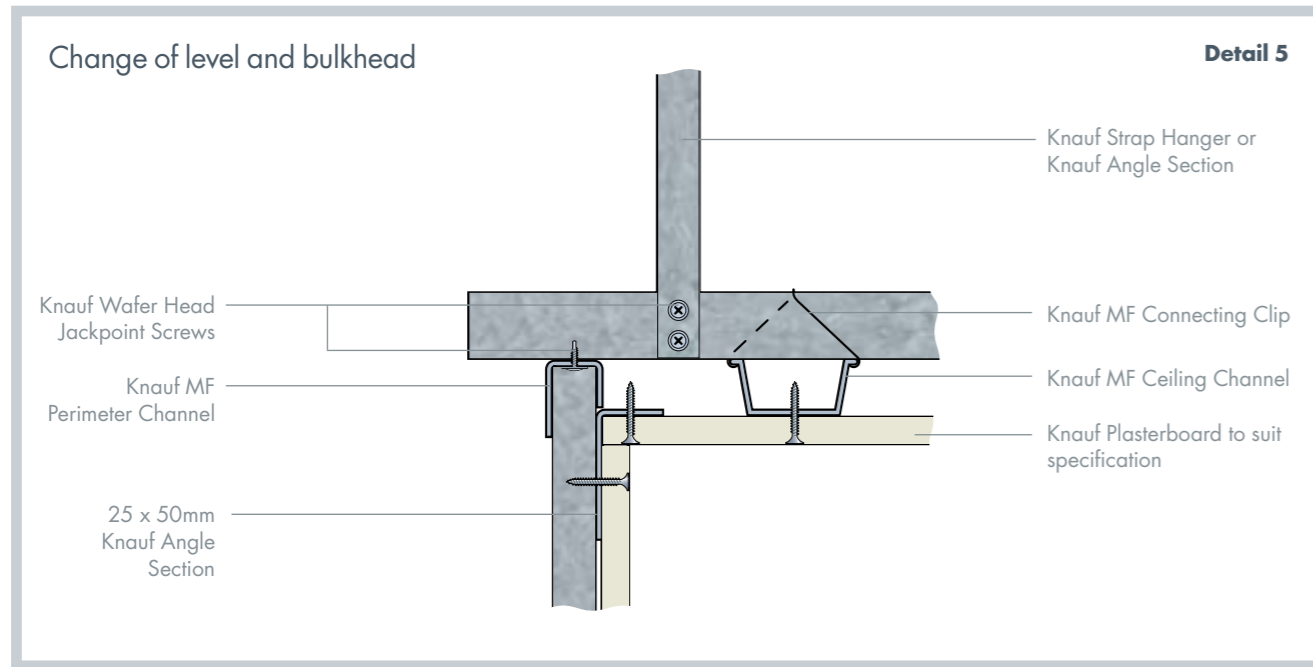 Change of level and bulkhead
Detail 5
Knauf Strap Hanger or
Knauf Angle Section
Knauf Wafer Head
Jackpoint Screws
Knauf MF Connecting Clip
Knauf MF
Perimeter Channel
Knauf MF Ceiling Channel
Knauf Plasterboard to suit
specification
25 x 50mm
Knauf Angle
Section